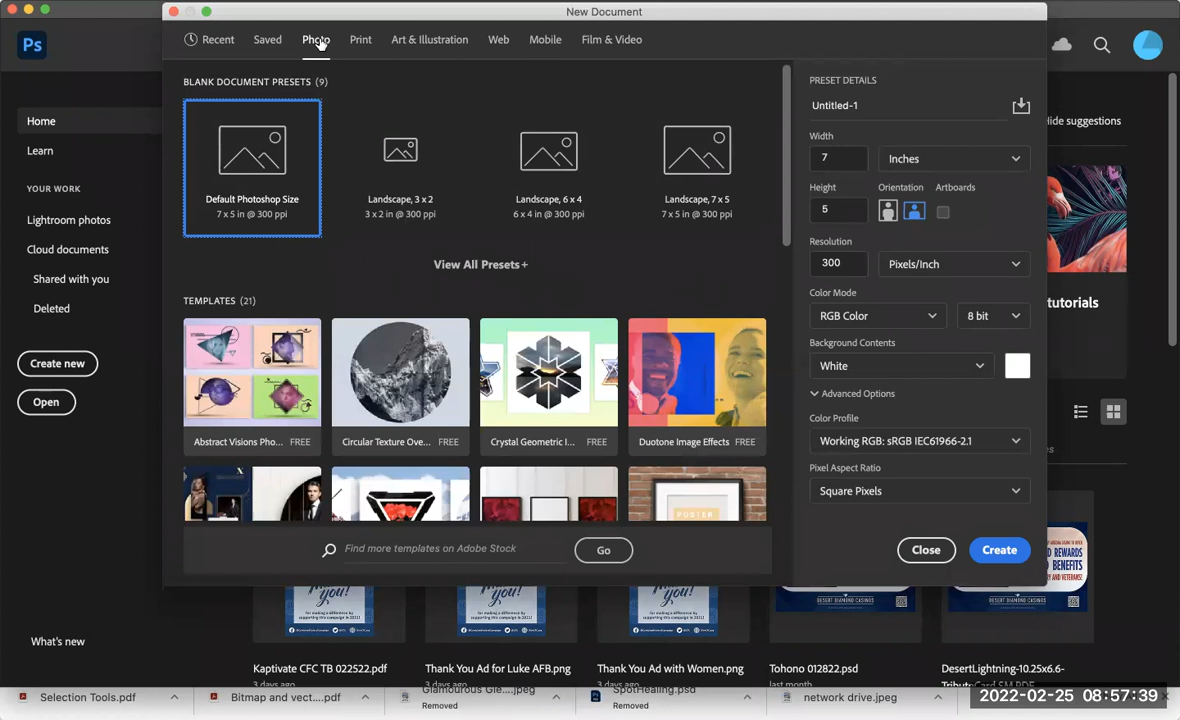 New Document
Ps
Recent
Saved
Photo
Print
Art & Illustration
Web
Mobile
Film & Video
BLANK DOCUMENT PRESETS (9)
Default Photoshop Size
7 x 5 in @ 300 ppi
Landscape, 3 x 2
3 x 2 in @ 300 ppi
Landscape, 6 x 4
6 x 4 in @ 300 ppi
Landscape, 7 x 5
7 x 5 in @ 300 ppi
View All Presets+
TEMPLATES (21)
Abstract Visions Pho... FREE
Circular Texture Ove... FREE
Crystal Geometric I... FREE
Duotone Image Effects FREE
POSTER
Find more templates on Adobe Stock
Go
PRESET DETAILS
Untitled-1
Width
7
Inches
Height
Orientation
Artboards
5
Resolution
300
Pixels/Inch
Color Mode
RGB Color
8 bit
Background Contents
White
Advanced Options
Color Profile
Working RGB: sRGB IEC61966-2.1
Pixel Aspect Ratio
Square Pixels
Close
Create
Home
Learn
YOUR WORK
Lightroom photos
Cloud documents
Shared with you
Deleted
Create new
Open
What's new
ide suggestions
tutorials
REWARDS
BENEFITS
DESERT DIAMOND CASINOS
Kaptivate CFC TB 022522.pdf
3 days ago
Thank You Ad for Luke AFB.png
3 days ago
Thank You Ad with Women.png
3 days ago
Tohono 012822.psd
last month
DesertLightning-10.25x6.6-
Selection Tools.pdf
Bitmap and vect....pdf
Glamourous Gle....jpeg
Removed
SpotHealing.psd
Removed
network drive.jpeg
2022-02-25 08:57:39